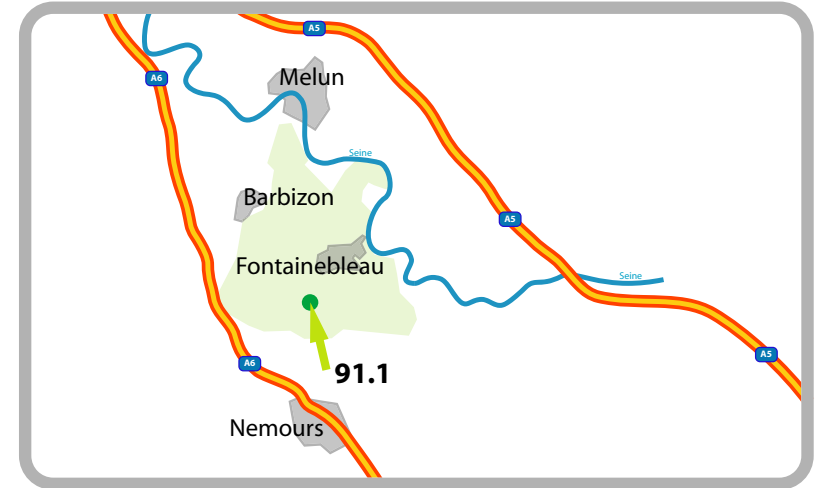 A5
A6
Melun
Seine
Barbizon
A5
Fontainebleau
Seine
A5
A6
91.1
Nemours